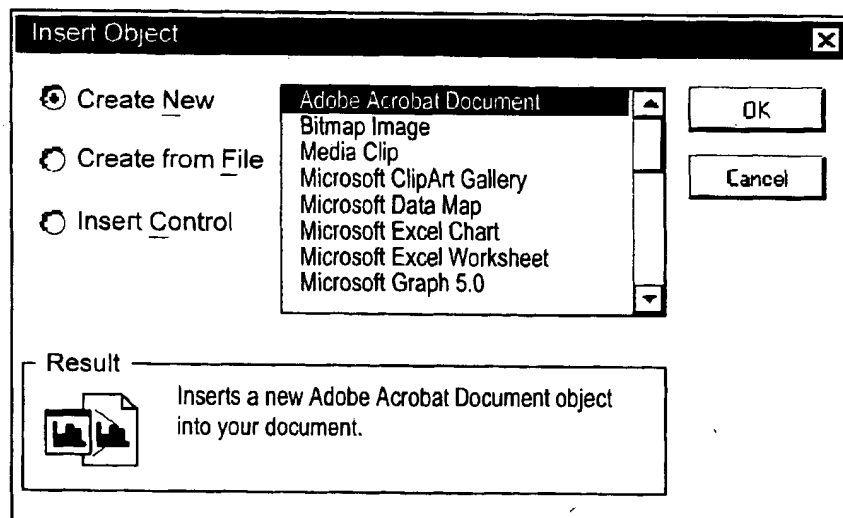 Insert Object
Create New
Create from File
Insert Control
Adobe Acrobat Document
Bitmap Image
Media Clip
Microsoft ClipArt Gallery
Microsoft Data Map
Microsoft Excel Chart
Microsoft Excel Worksheet
Microsoft Graph 5.0
OK
Cancel
Result
Inserts a new Adobe Acrobat Document object
into your document.